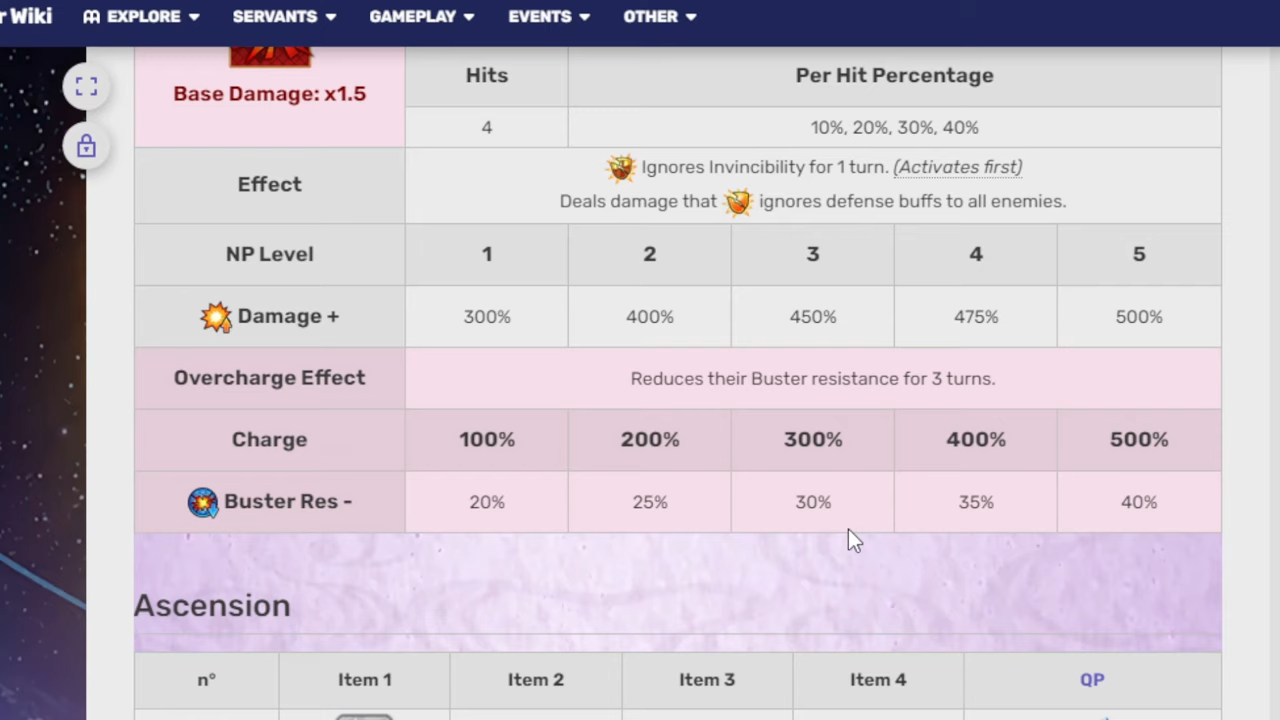 r Wiki EXPLORE SERVANTS GAMEPLAY EVENTS OTHER
Base Damage: x1.5
Hits Per Hit Percentage
4 10%, 20%, 30%, 40%
Effect
Ignores Invincibility for 1 turn. (Activates first)
Deals damage that ignores defense buffs to all enemies.
NP Level 1 2 3 4 5
Damage + 300% 400% 450% 475% 500%
Overcharge Effect Reduces their Buster resistance for 3 turns.
Charge 100% 200% 300% 400% 500%
Buster Res - 20% 25% 30% 35% 40%
Ascension
n° Item 1 Item 2 Item 3 Item 4 QP